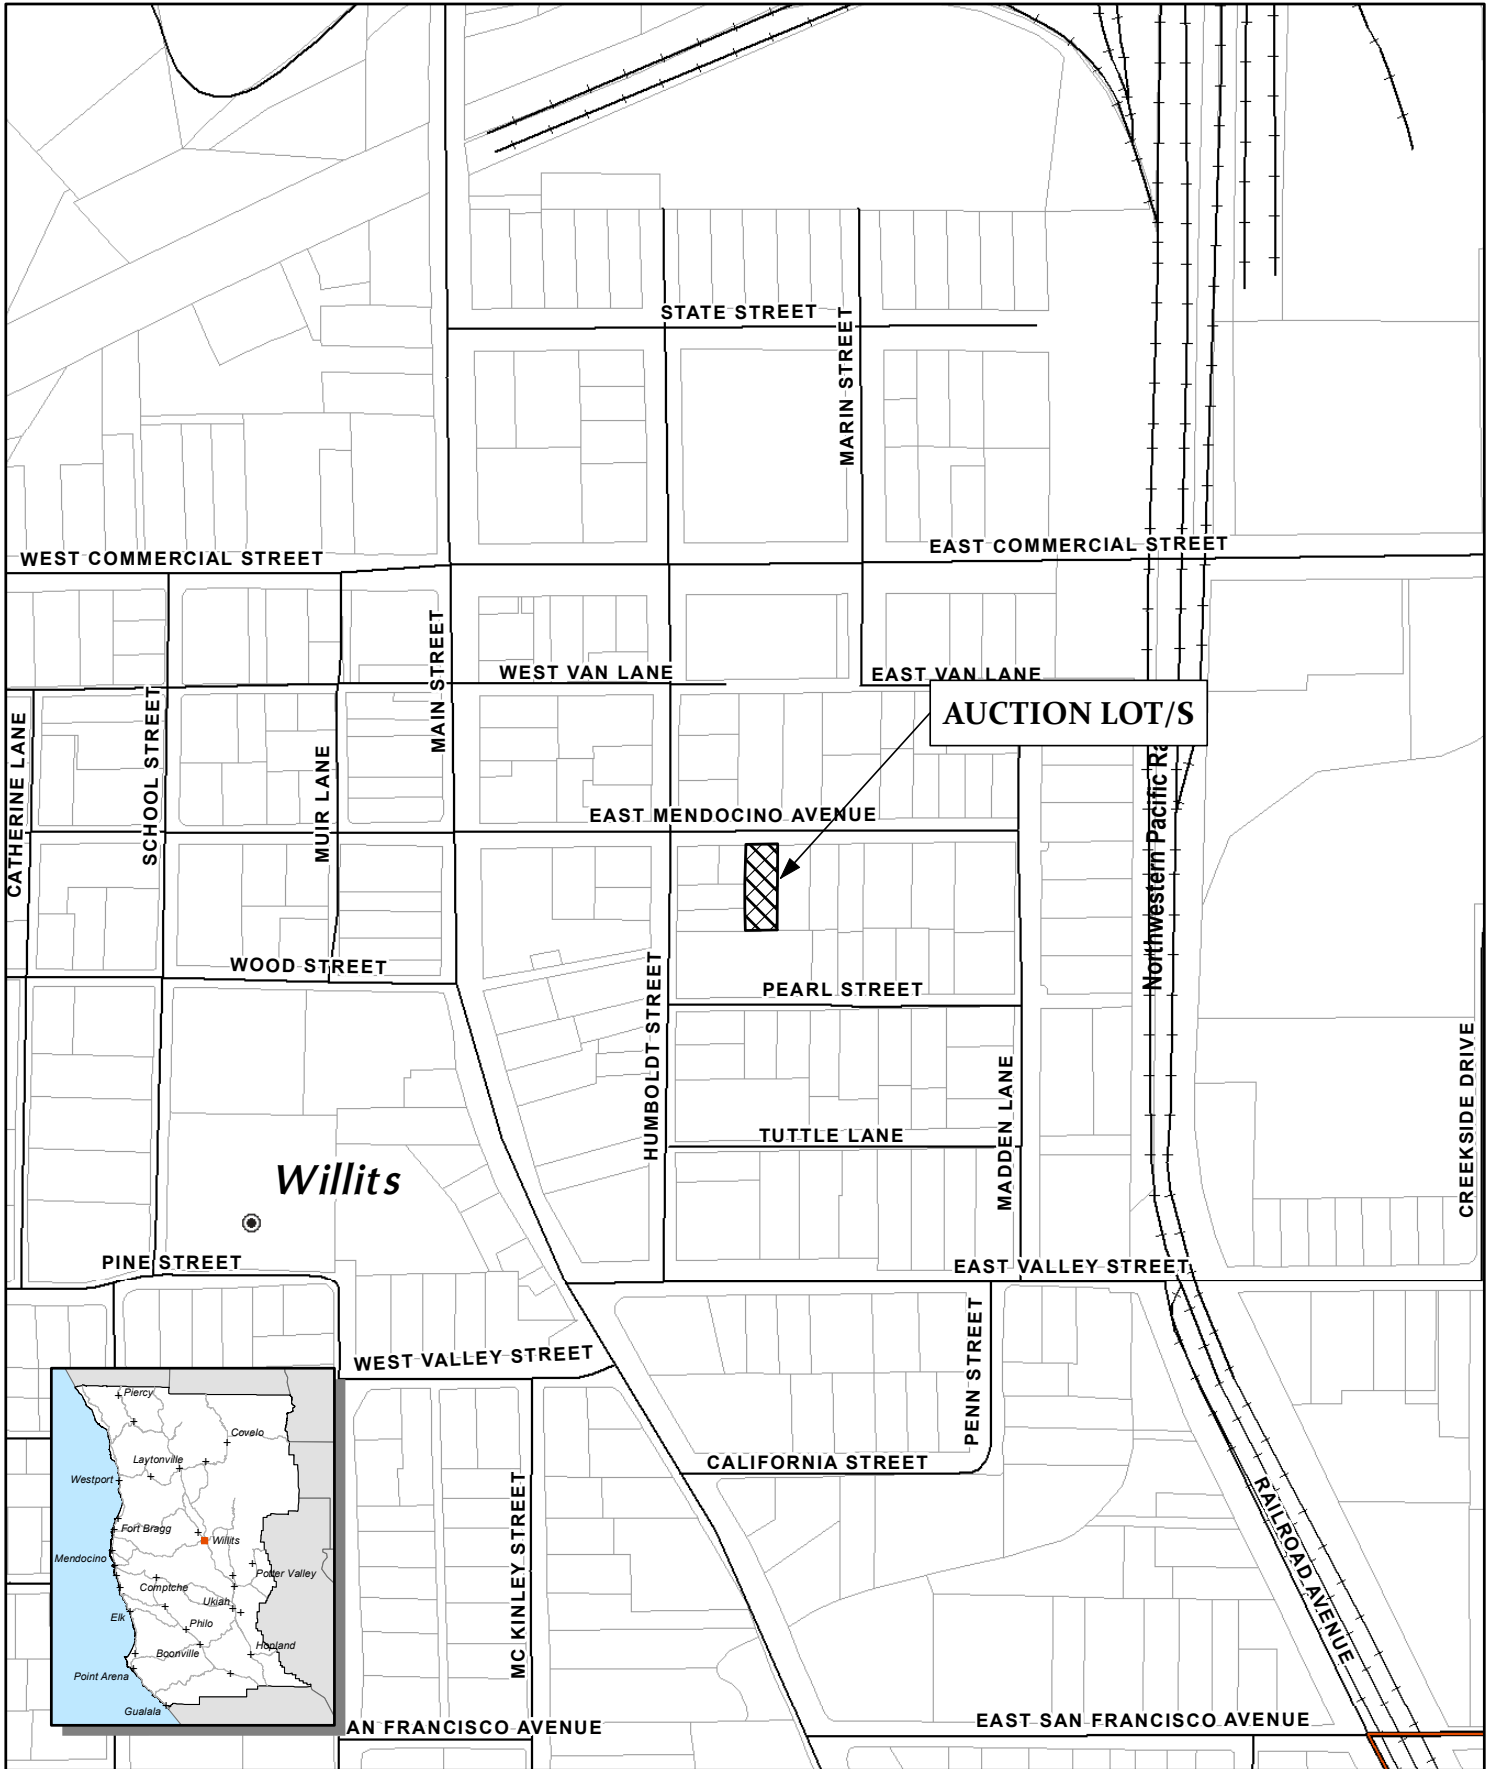 STATE STREET
MARIN STREET
EAST COMMERCIAL STREET
WEST COMMERCIAL STREET
MAIN STREET
WEST VAN LANE
EAST VAN LANE
AUCTION LOT/S
CATHERINE LANE
SCHOOL STREET
MUIR LANE
EAST MENDOCINO AVENUE
Northwestern Pacific Ra
WOOD STREET
HUMBOLDT STREET
PEARL STREET
MADDEN LANE
CREEKSIDE DRIVE
TUTTLE LANE
Willits
PINE STREET
EAST VALLEY STREET
PENN STREET
WEST VALLEY STREET
CALIFORNIA STREET
MC KINLEY STREET
RAILROAD AVENUE
Piercy
Covelo
Laytonville
Westport
Fort Bragg
Willits
Mendocino
Potter Valley
Comptche
Ukiah
Elk
Philo
Boonville
Hopland
Point Arena
Gualala
AN FRANCISCO AVENUE
EAST SAN FRANCISCO AVENUE